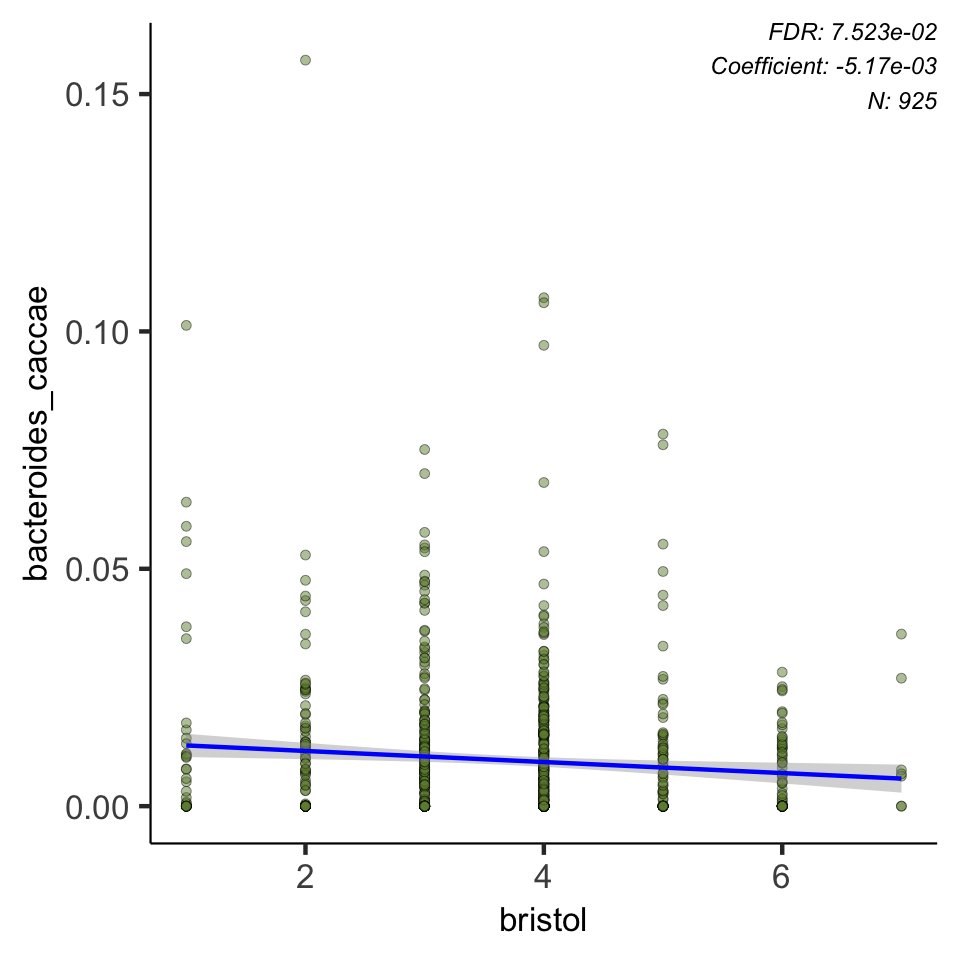 FDR: 7.523e-02
Coefficient: -5.17e-03
N: 925
bacteroides_caccae
0.15
0.10
0.05
0.00
2 4 6
bristol